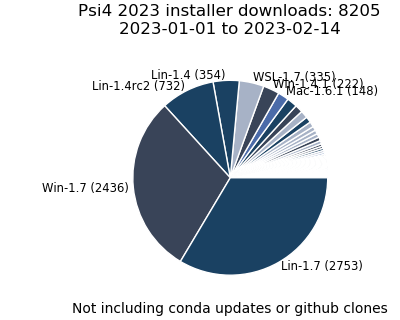 Psi4 2023 installer downloads: 8205
2023-01-01 to 2023-02-14
Lin-1.4 (354)
WSL-1.7 (335)
Lin-1.4rc2 (732)
Win-1.4.1 (222)
Mac-1.6.1 (148)
Win-1.7 (2436)
Lin-1.7 (2753)
Not including conda updates or github clones